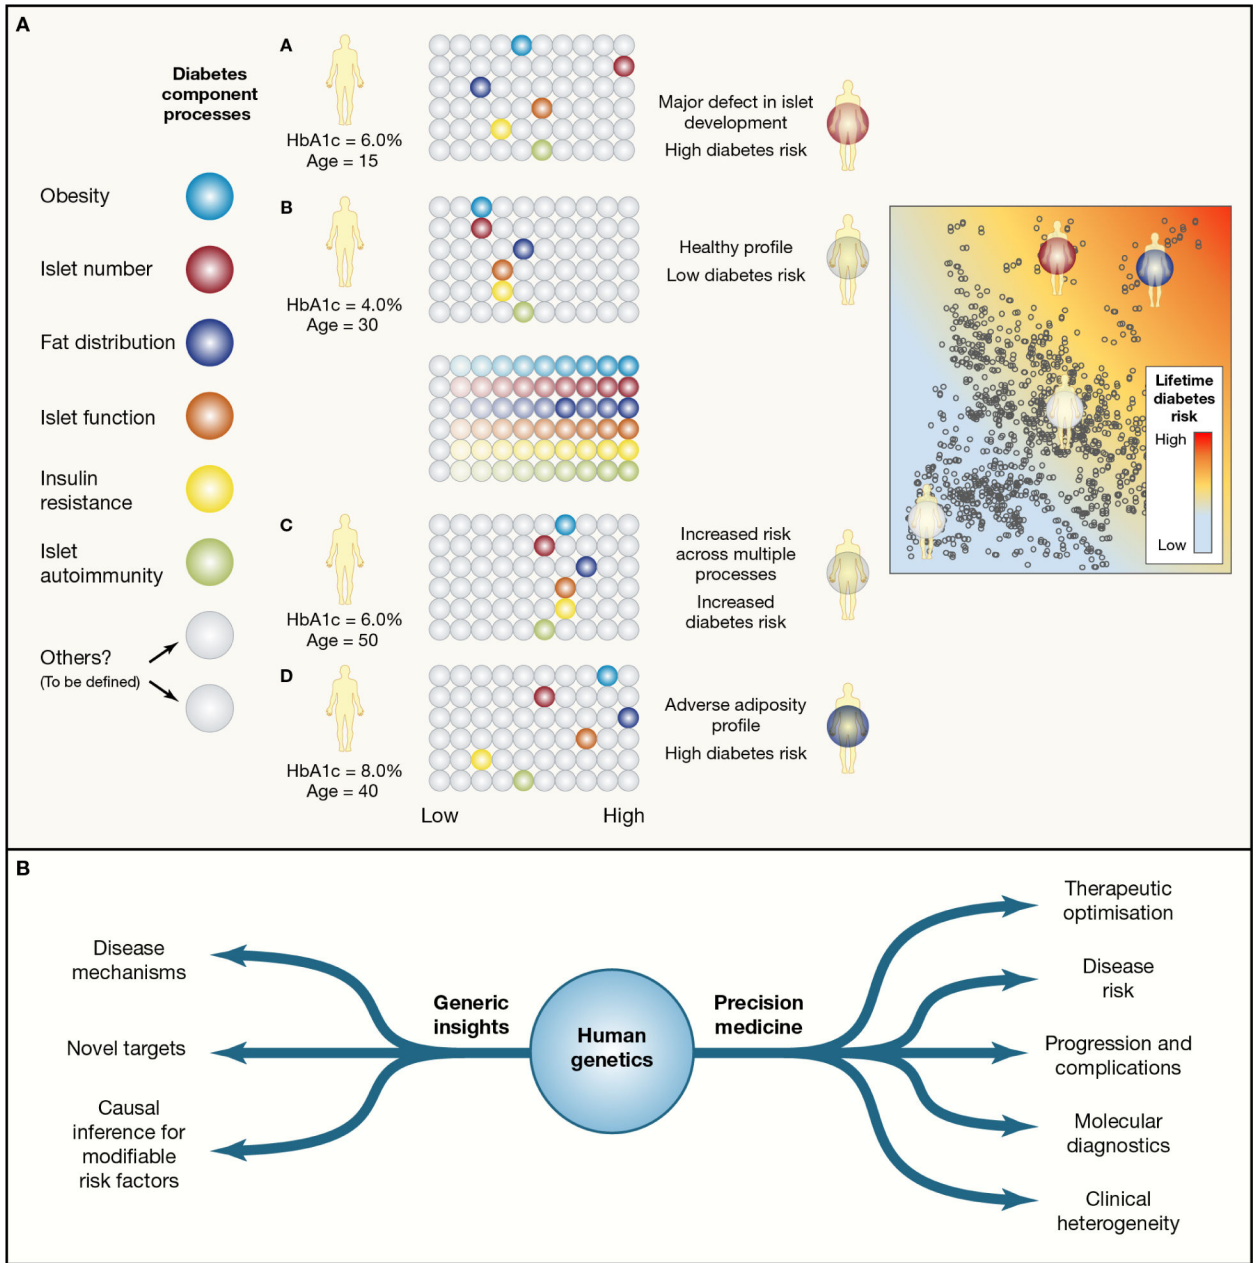 A
Diabetes
component
processes
Obesity
Islet number
Fat distribution
Islet function
Insulin
resistance
Islet
autoimmunity
Others?
(To be defined)
A
HbA1c = 6.0%
Age = 15
Major defect in islet
development
High diabetes risk
B
HbA1c = 4.0%
Age = 30
Healthy profile
Low diabetes risk
C
HbA1c = 6.0%
Age = 50
Increased risk
across multiple
processes
Increased
diabetes risk
D
HbA1c = 8.0%
Age = 40
Adverse adiposity
profile
High diabetes risk
Low
High
Lifetime
diabetes
risk
High
Low
B
Disease
mechanisms
Novel targets
Causal
inference for
modifiable
risk factors
Generic
insights
Human
genetics
Precision
medicine
Therapeutic
optimisation
Disease
risk
Progression and
complications
Molecular
diagnostics
Clinical
heterogeneity